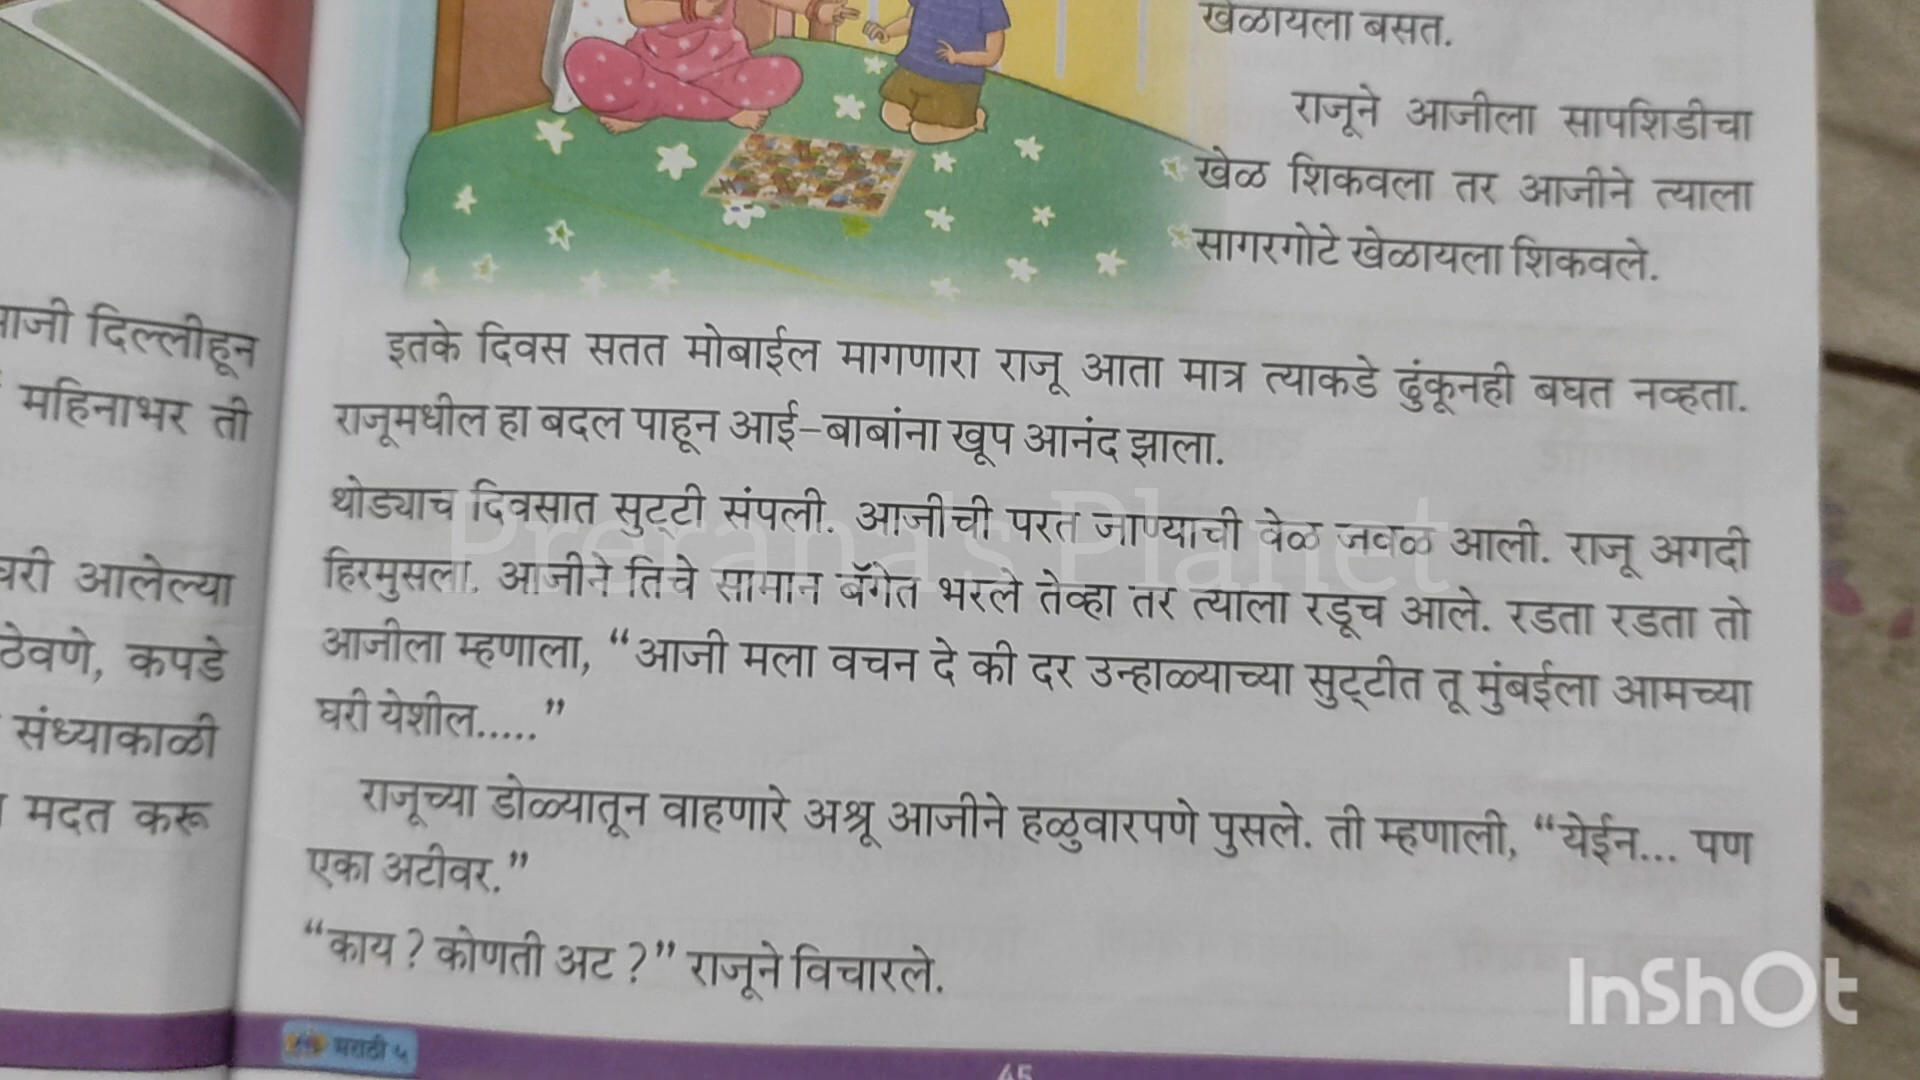 दिल्लीहून
महिनाभर ती
आलेल्या
ठेवणे, कपडे
संध्याकाळी
मदत करू
खेळायला बसत.
राजूने आजीला सापशिडीचा
खेळ शिकवला तर आजीने त्याला
सागरगोटे खेळायला शिकवले.
इतके दिवस सतत मोबाईल मागणारा राजू आता मात्र त्याकडे ढुंकूनही बघत नव्हता.
राजूमधील हा बदल पाहून आई-बाबांना खूप आनंद झाला.
थोड्याच दिवसात सुट्टी संपली. आजीची परत जाण्याची वेळ जवळ आली. राजू अगदी
हिरमुसला. आजीने तिचे सामान बॅगेत भरले तेव्हा तर त्याला रडूच आले. रडता रडता तो
आजीला म्हणाला, “आजी मला वचन दे की दर उन्हाळ्याच्या सुट्टीत तू मुंबईला आमच्या
घरी येशील.....”
राजूच्या डोळ्यातून वाहणारे अश्रू आजीने हळुवारपणे पुसले. ती म्हणाली, “येईन... पण
एका अटीवर.”
“काय ? कोणती अट ?” राजूने विचारले.
मराठी ५
Prerana's Planet
InShOt